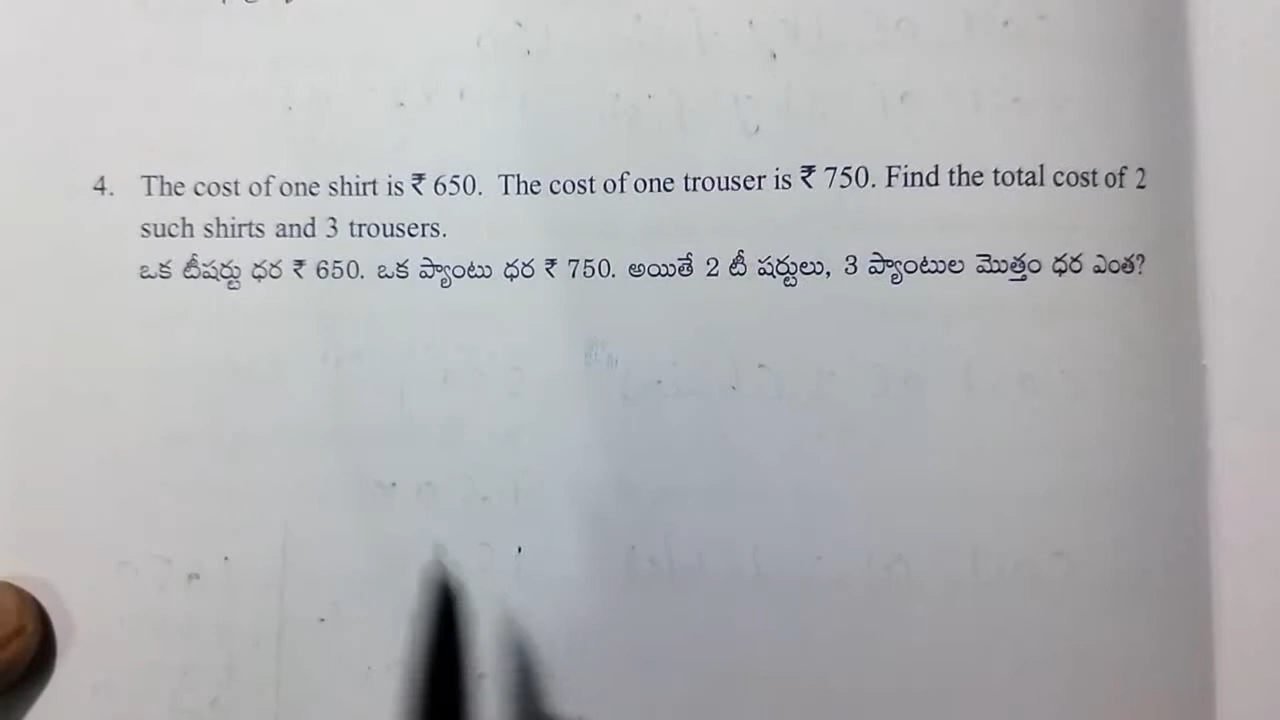 4. The cost of one shirt is ₹ 650. The cost of one trouser is ₹ 750. Find the total cost of 2
such shirts and 3 trousers.
ఒక టీషర్టు ధర ₹ 650. ఒక ప్యాంటు ధర ₹ 750. అయితే 2 టీ షర్టులు, 3 ప్యాంటుల మొత్తం ధర ఎంత?